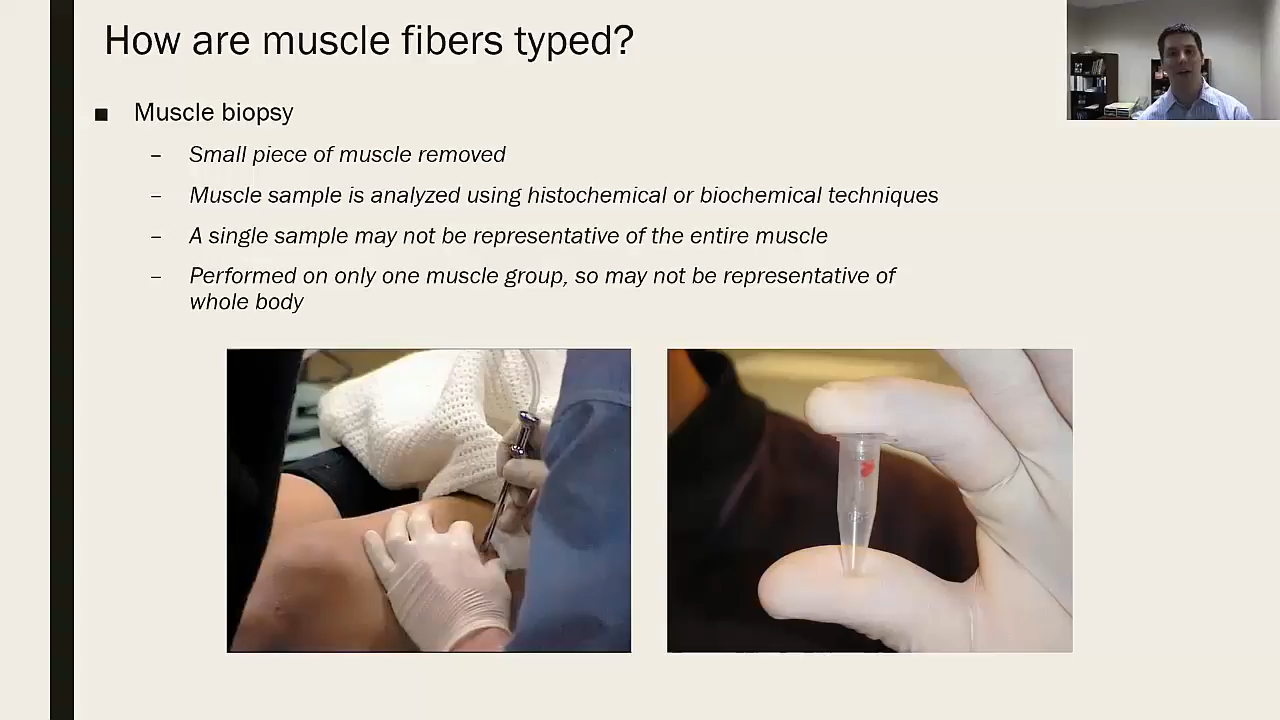 How are muscle fibers typed?
■ Muscle biopsy
– Small piece of muscle removed
– Muscle sample is analyzed using histochemical or biochemical techniques
– A single sample may not be representative of the entire muscle
– Performed on only one muscle group, so may not be representative of
whole body